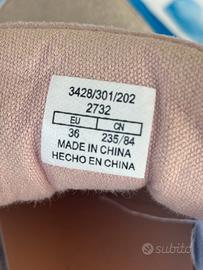 3428/301/202
2732
EU CN
36 235/84
MADE IN CHINA
HECHO EN CHINA
subito